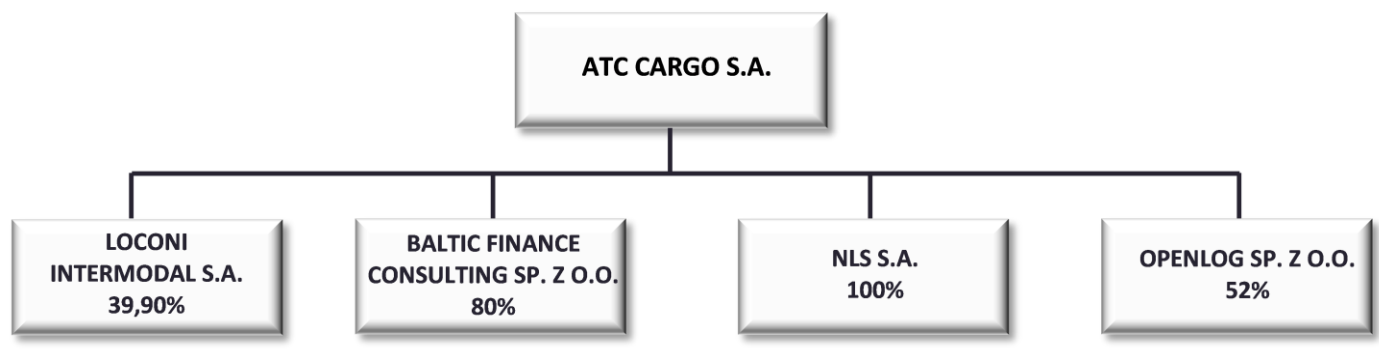 ATC CARGO S.A.
LOCONI
INTERMODAL S.A.
39,90%
BALTIC FINANCE
CONSULTING SP. Z O.O.
80%
NLS S.A.
100%
OPENLOG SP. Z O.O.
52%